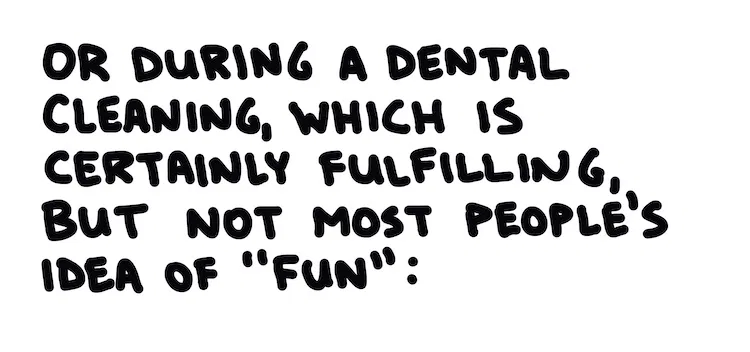 OR DURING A DENTAL
CLEANING, WHICH IS
CERTAINLY FULFILLING,
BUT NOT MOST PEOPLE'S
IDEA OF "FUN":